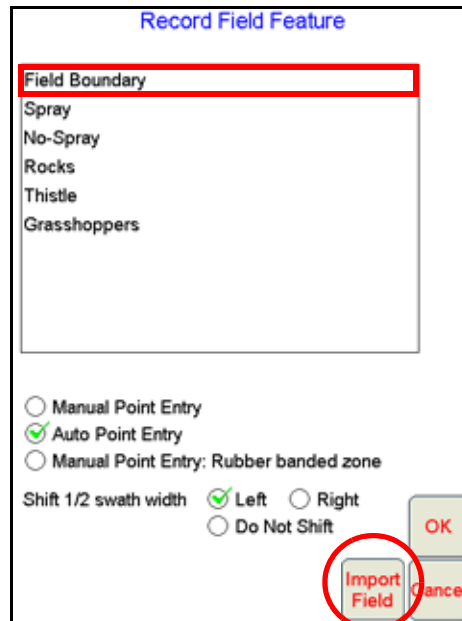 Record Field Feature
Field Boundary
Spray
No-Spray
Rocks
Thistle
Grasshoppers
Manual Point Entry
Auto Point Entry
Manual Point Entry: Rubber banded zone
Shift 1/2 swath width Left Right
Do Not Shift
OK
Import
Field
Cance